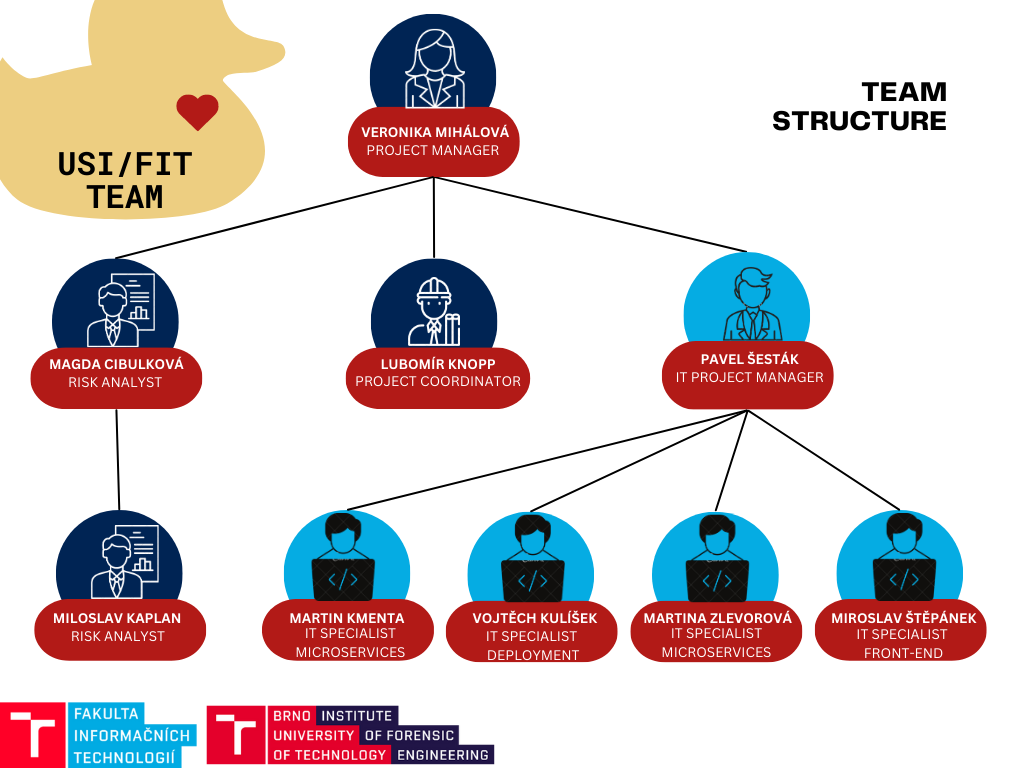 TEAM
STRUCTURE
USI/FIT
TEAM
VERONIKA MIHÁLOVÁ
PROJECT MANAGER
MAGDA CIBULKOVÁ
RISK ANALYST
LUBOMÍR KNOPP
PROJECT COORDINATOR
PAVEL ŠESTÁK
IT PROJECT MANAGER
MILOSLAV KAPLAN
RISK ANALYST
MARTIN KMENTA
IT SPECIALIST
MICROSERVICES
VOJTĚCH KULÍŠEK
IT SPECIALIST
DEPLOYMENT
MARTINA ZLEVOROVÁ
IT SPECIALIST
MICROSERVICES
MIROSLAV ŠTĚPÁNEK
IT SPECIALIST
FRONT-END
</>
</>
</>
</>
T FAKULTA
INFORMAČNÍCH
TECHNOLOGIÍ
T BRNO INSTITUTE
UNIVERSITY OF FORENSIC
OF TECHNOLOGY ENGINEERING